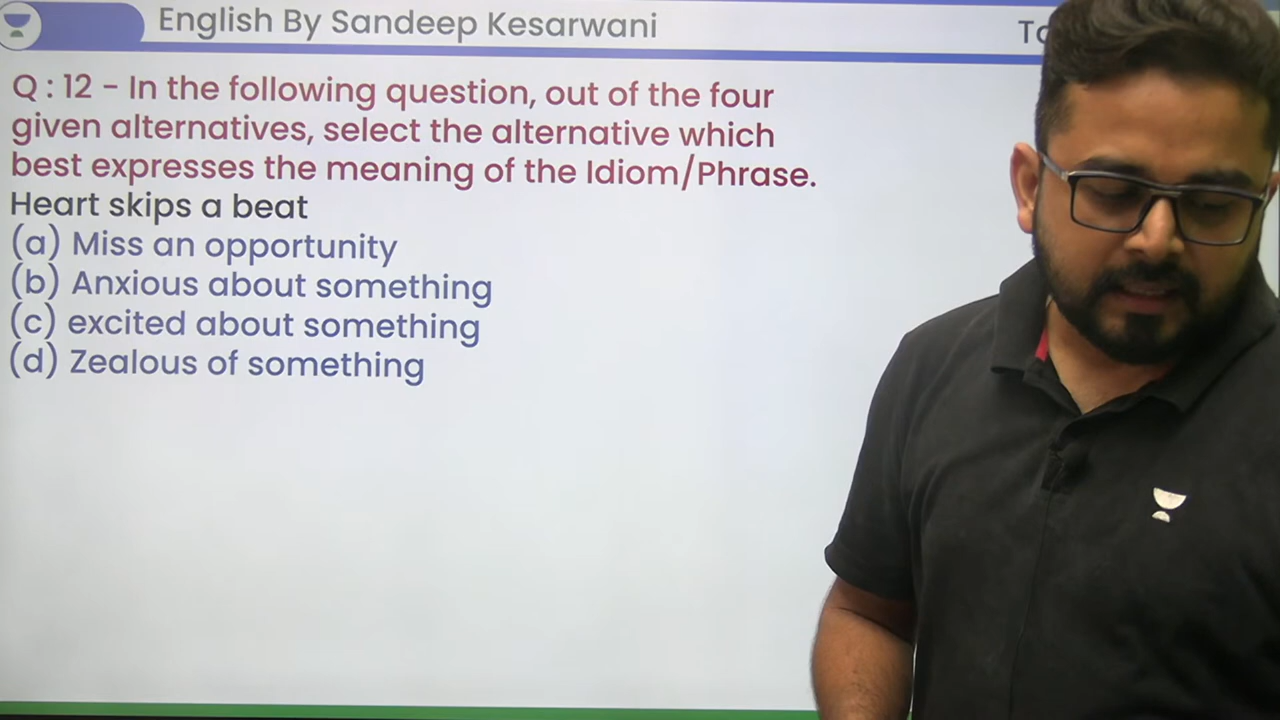 English By Sandeep Kesarwani
Q : 12 - In the following question, out of the four
given alternatives, select the alternative which
best expresses the meaning of the Idiom/Phrase.
Heart skips a beat
(a) Miss an opportunity
(b) Anxious about something
(c) excited about something
(d) Zealous of something